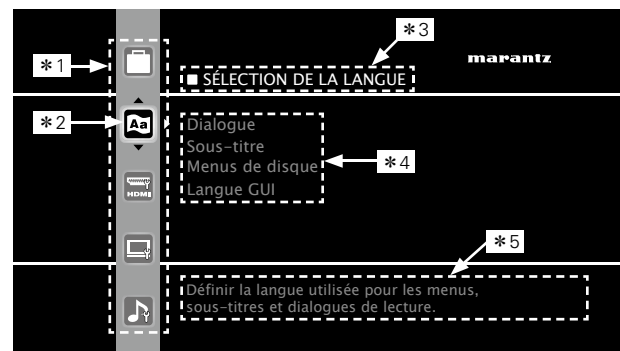 ＊3
marantz
＊1
■ SÉLECTION DE LA LANGUE
＊2
Aa
Dialogue
Sous-titre
Menus de disque
＊4
Langue GUI
HDMI
＊5
Définir la langue utilisée pour les menus,
sous-titres et dialogues de lecture.